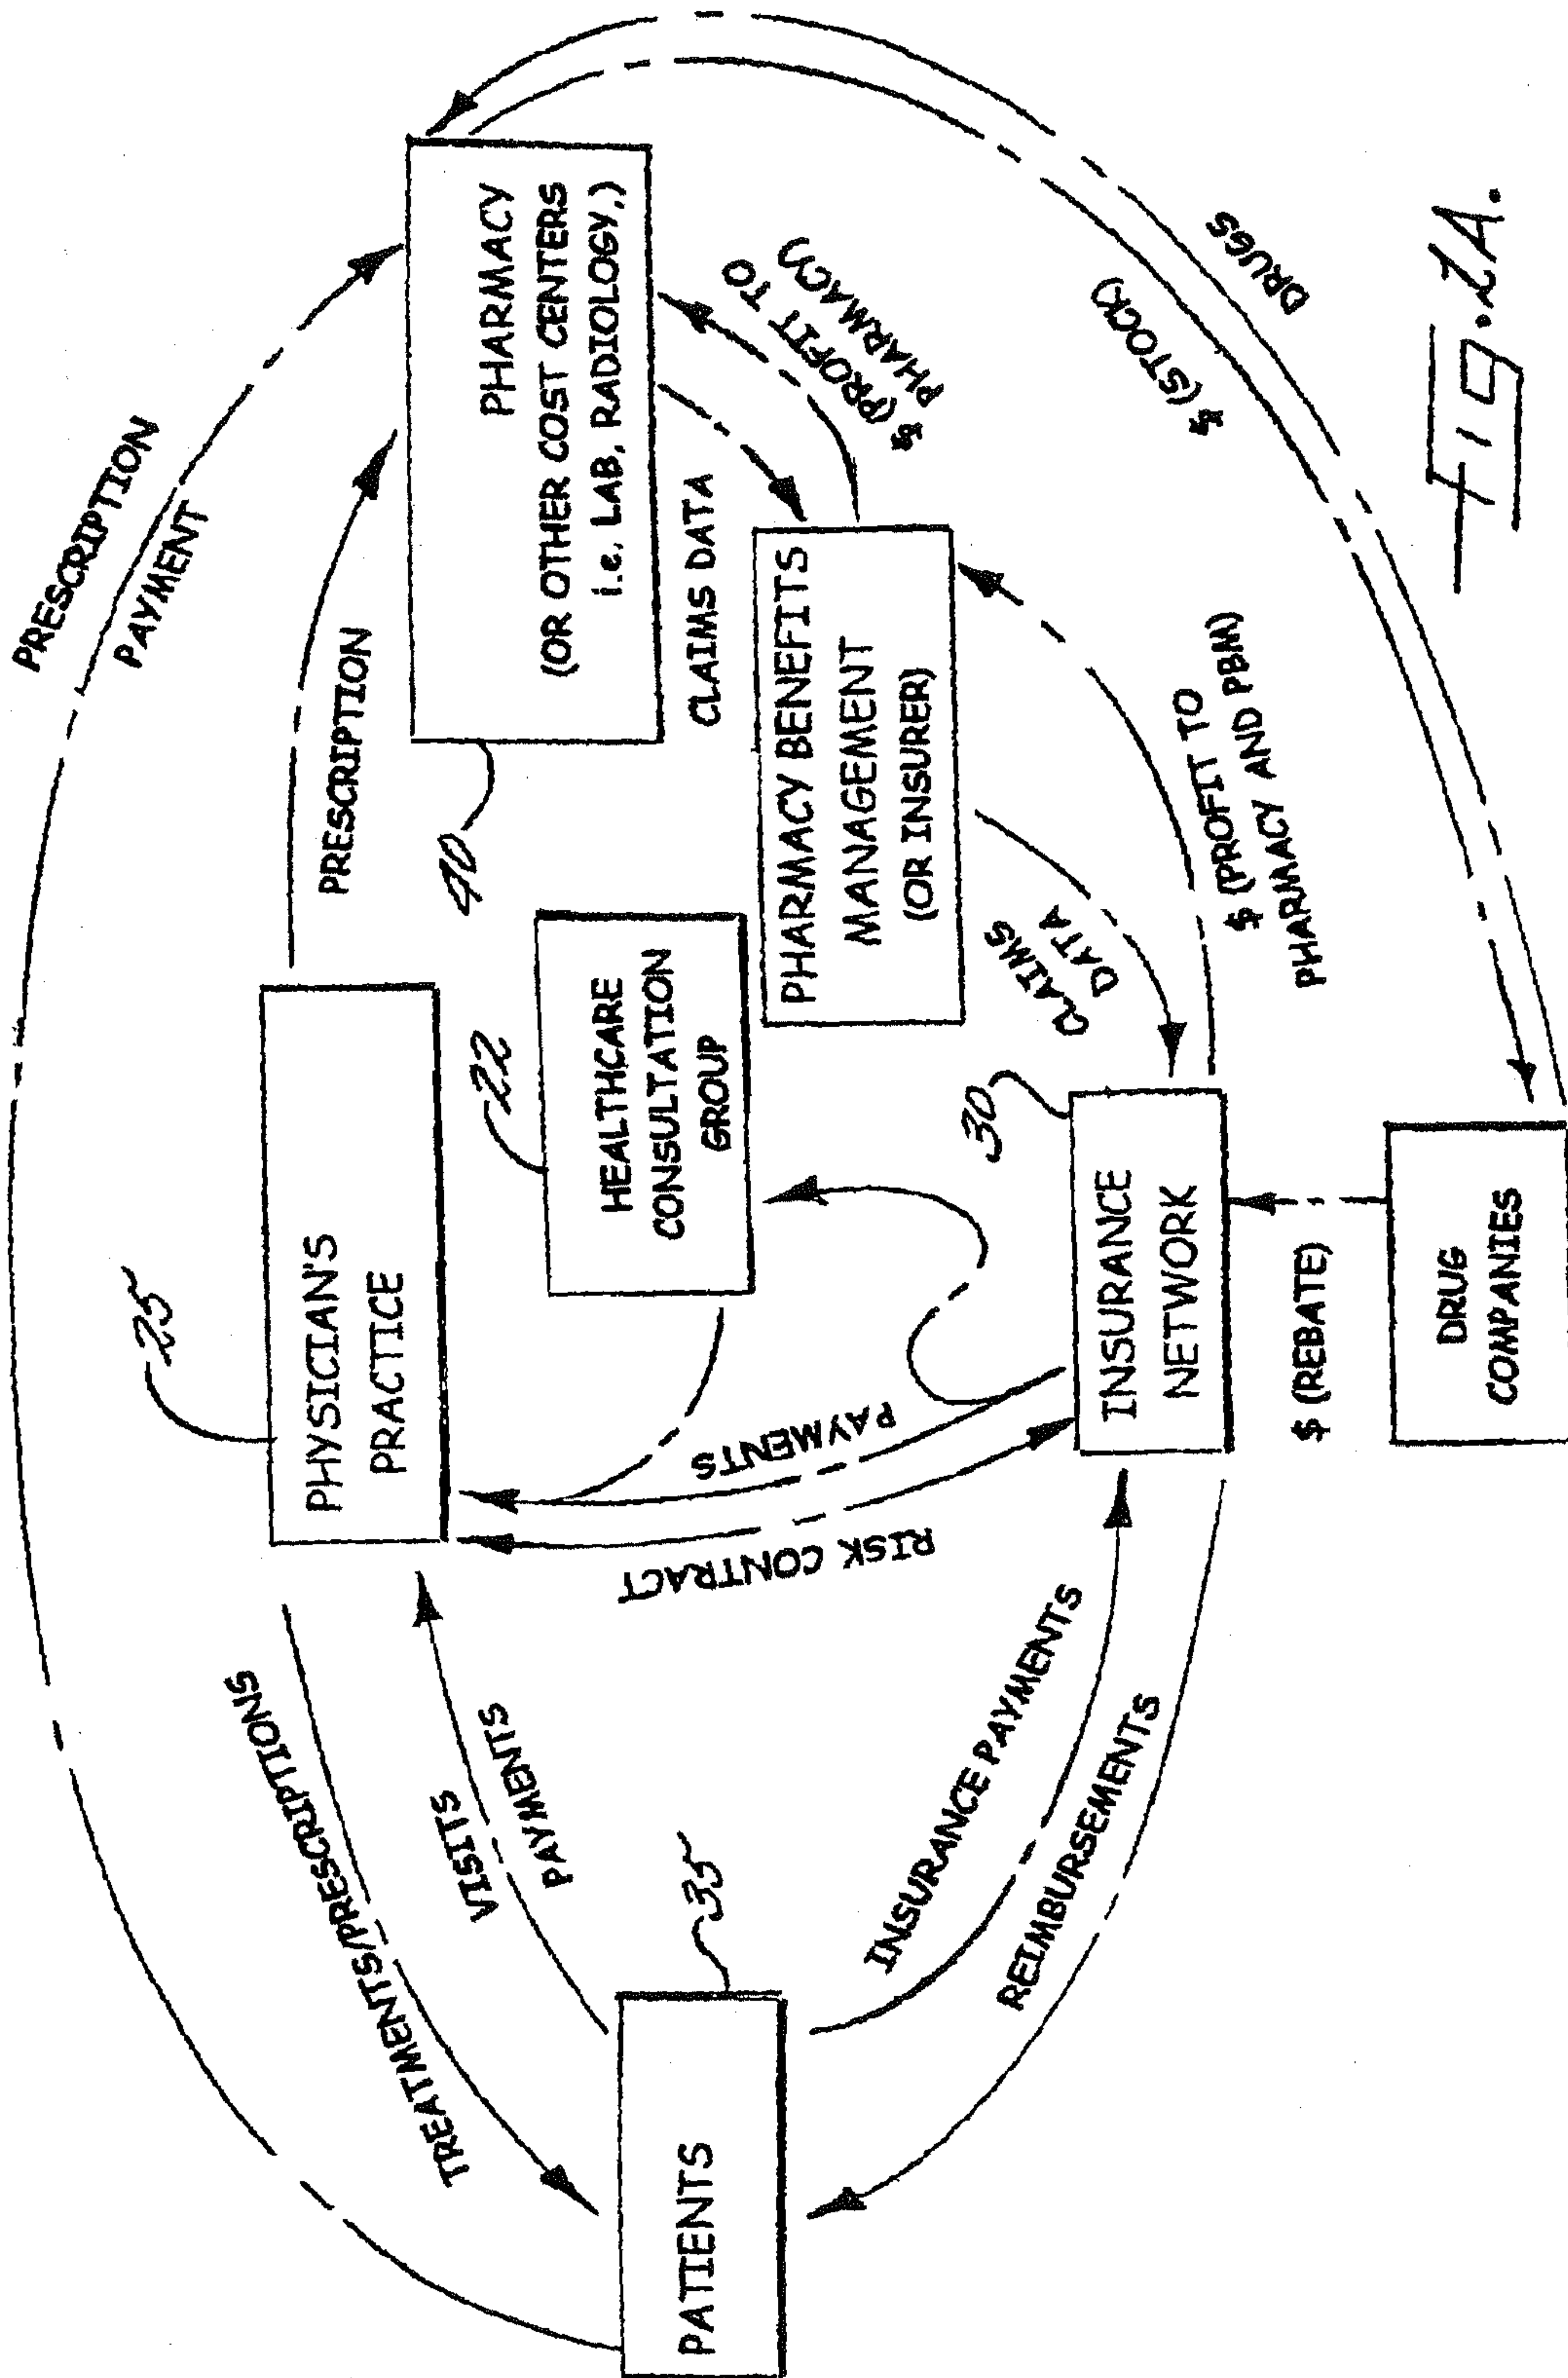 PRESCRIPTION
PAYMENT
PRESCRIPTION
25
PHYSICIAN'S
PRACTICE
PHARMACY
(OR OTHER COST CENTERS
i.e. LAB, RADIOLOGY,)
40
TREATMENTS/PRESCRIPTIONS
VISITS
PAYMENTS
22
HEALTHCARE
CONSULTATION
GROUP
CLAIMS DATA
$ (PROFIT TO
PHARMACY)
PHARMACY BENEFITS
MANAGEMENT
(OR INSURER)
PATIENTS
35
PAYMENTS
RISK CONTRACT
30
CLAIMS
DATA
INSURANCE PAYMENTS
REIMBURSEMENTS
INSURANCE
NETWORK
$ (PROFIT TO
PHARMACY AND PBM)
$ (STOCK)
DRUGS
$ (REBATE)
DRUG
COMPANIES